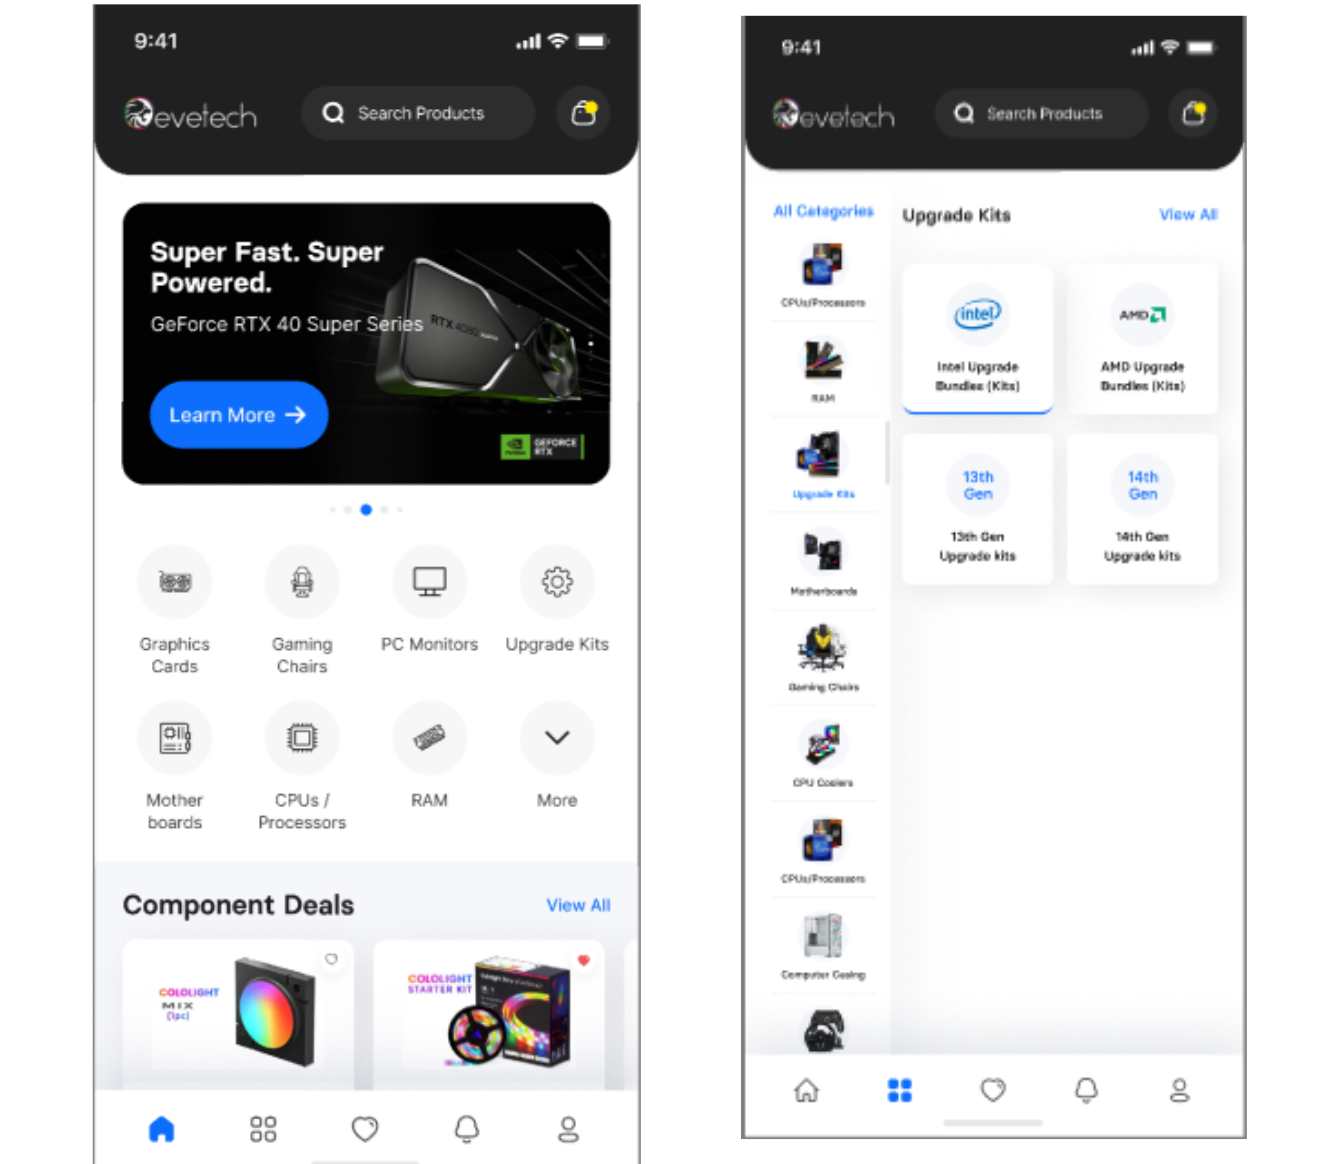 9:41
evetech
Search Products
Super Fast. Super
Powered.
GeForce RTX 40 Super Series
RTX 4080 SUPER
Learn More →
NVIDIA
GEFORCE
RTX
Graphics
Cards
Gaming
Chairs
PC Monitors
Upgrade Kits
Mother
boards
CPUs /
Processors
RAM
More
Component Deals
View All
COLOLIGHT
MIX
(1pc)
COLOLIGHT
STARTER KIT
9:41
evetech
Search Products
All Categories
CPUs/Processors
RAM
Upgrade Kits
Motherboards
Gaming Chairs
CPU Coolers
CPUs/Processors
Computer Casing
Upgrade Kits
View All
intel
Intel Upgrade
Bundles (Kits)
AMD
AMD Upgrade
Bundles (Kits)
13th
Gen
13th Gen
Upgrade kits
14th
Gen
14th Gen
Upgrade kits